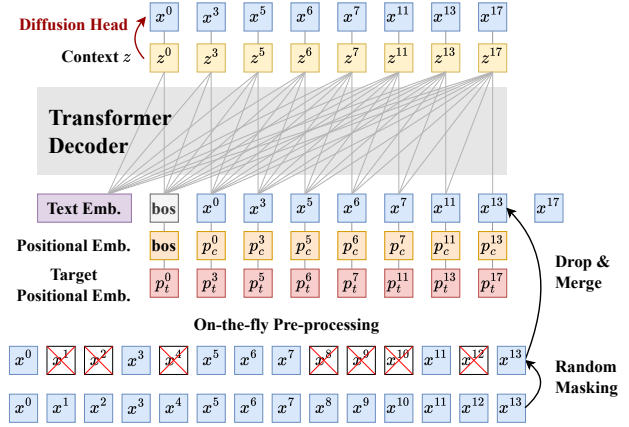 Diffusion Head x^0 x^3 x^5 x^6 x^7 x^11 x^13 x^17
Context z z^0 z^3 z^5 z^6 z^7 z^11 z^13 z^17
Transformer
Decoder
Text Emb. bos x^0 x^3 x^5 x^6 x^7 x^11 x^13 x^17
Positional Emb. bos p_c^0 p_c^3 p_c^5 p_c^6 p_c^7 p_c^11 p_c^13
Target
Positional Emb. p_t^0 p_t^3 p_t^5 p_t^6 p_t^7 p_t^11 p_t^13 p_t^17
Drop &
Merge
On-the-fly Pre-processing
x^0 x^1 x^2 x^3 x^4 x^5 x^6 x^7 x^8 x^9 x^10 x^11 x^12 x^13
Random
Masking
x^0 x^1 x^2 x^3 x^4 x^5 x^6 x^7 x^8 x^9 x^10 x^11 x^12 x^13